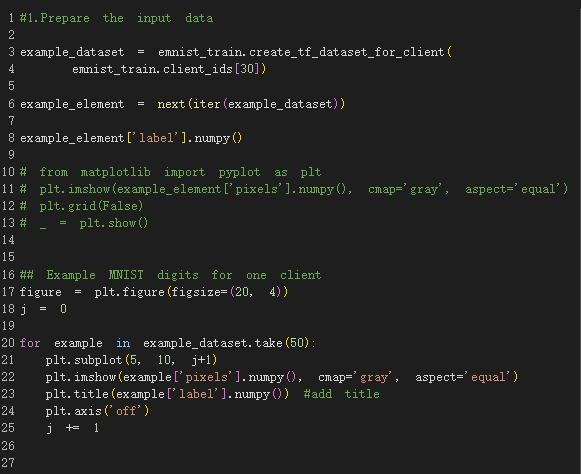 1 #1.Prepare the input data
2
3 example_dataset = emnist_train.create_tf_dataset_for_client(
4 emnist_train.client_ids[30])
5
6 example_element = next(iter(example_dataset))
7
8 example_element['label'].numpy()
9
10 # from matplotlib import pyplot as plt
11 # plt.imshow(example_element['pixels'].numpy(), cmap='gray', aspect='equal')
12 # plt.grid(False)
13 # _ = plt.show()
14
15
16 ## Example MNIST digits for one client
17 figure = plt.figure(figsize=(20, 4))
18 j = 0
19
20 for example in example_dataset.take(50):
21 plt.subplot(5, 10, j+1)
22 plt.imshow(example['pixels'].numpy(), cmap='gray', aspect='equal')
23 plt.title(example['label'].numpy()) #add title
24 plt.axis('off')
25 j += 1
26
27